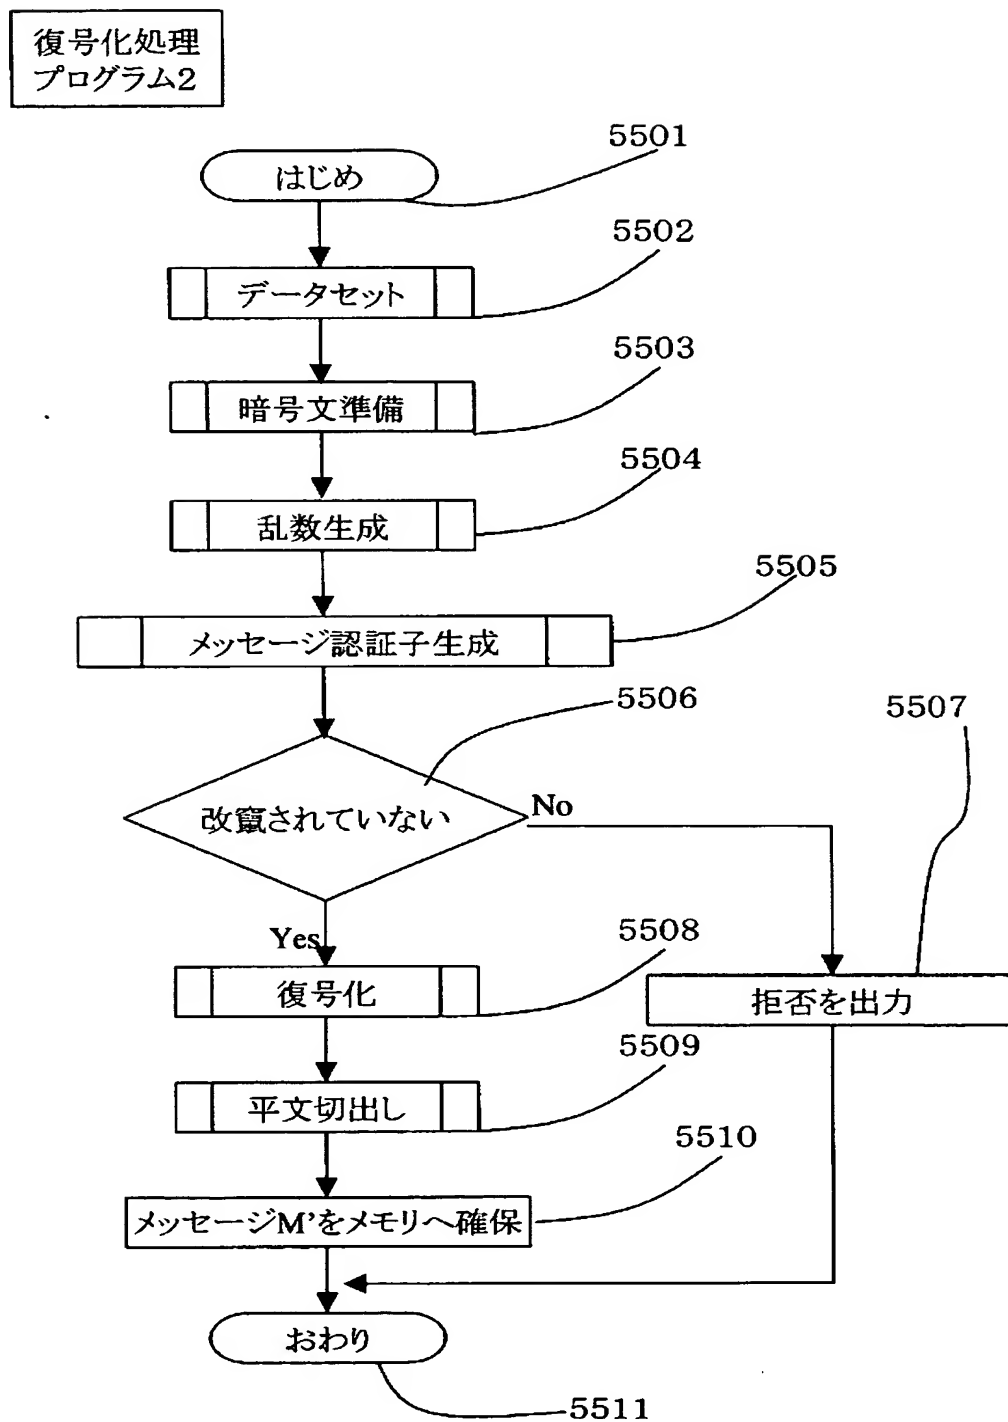 復号化処理
プログラム2
5501
はじめ
5502
データセット
5503
暗号文準備
5504
乱数生成
5505
メッセージ認証子生成
5506
5507
改竄されていない
No
Yes
5508
復号化
拒否を出力
5509
平文切出し
5510
メッセージM’をメモリへ確保
おわり
5511